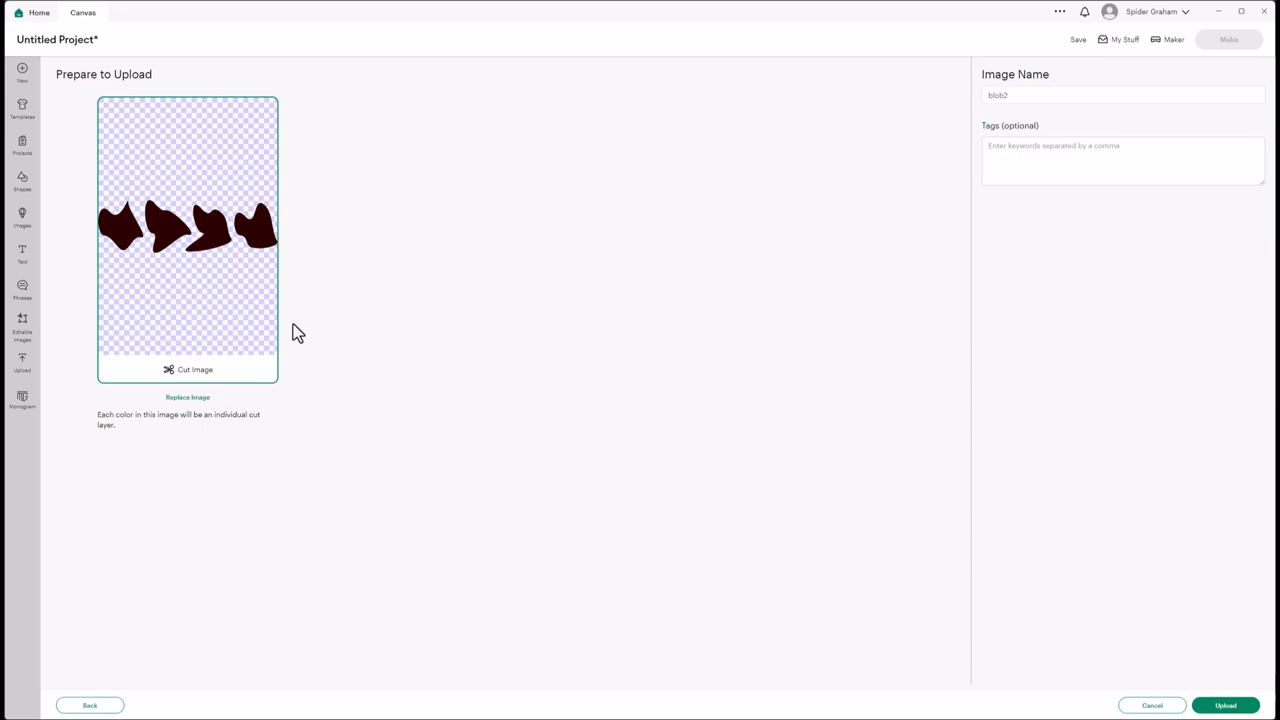 Home
Canvas
Spider Graham
Untitled Project*
Save
My Stuff
Maker
Make
New
Templates
Projects
Shapes
Images
Text
Phrases
Editable
Images
Upload
Monogram
Prepare to Upload
Cut Image
Replace Image
Each color in this image will be an individual cut
layer.
Image Name
blob2
Tags (optional)
Enter keywords separated by a comma
Back
Cancel
Upload